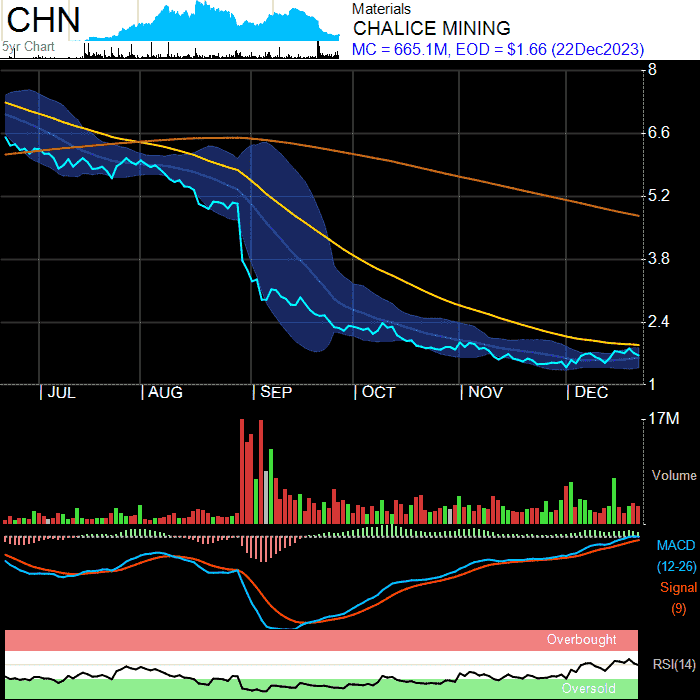 CHN
5yr Chart
Materials
CHALICE MINING
MC = 665.1M, EOD = $1.66 (22Dec2023)
8
6.6
5.2
3.8
2.4
1
JUL AUG SEP OCT NOV DEC
17M
Volume
MACD
(12-26)
Signal
(9)
Overbought
RSI(14)
Oversold